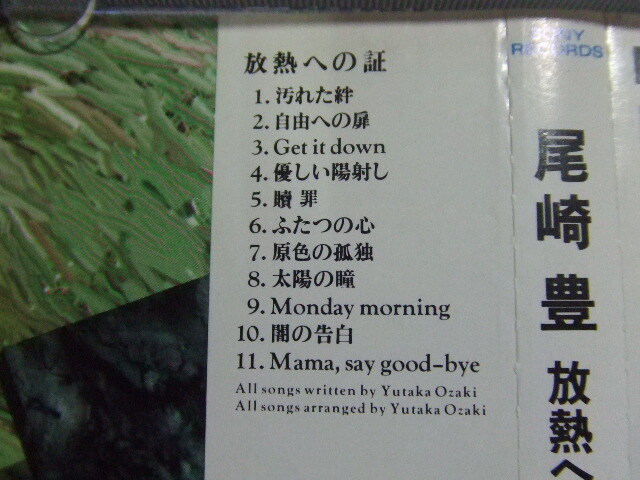 放熱への証
1. 汚れた絆
2. 自由への扉
3. Get it down
4. 優しい陽射し
5. 贖罪
6. ふたつの心
7. 原色の孤独
8. 太陽の瞳
9. Monday morning
10. 闇の告白
11. Mama, say good-bye
All songs written by Yutaka Ozaki
All songs arranged by Yutaka Ozaki
SONY
RECORDS
尾崎豊 放熱へ